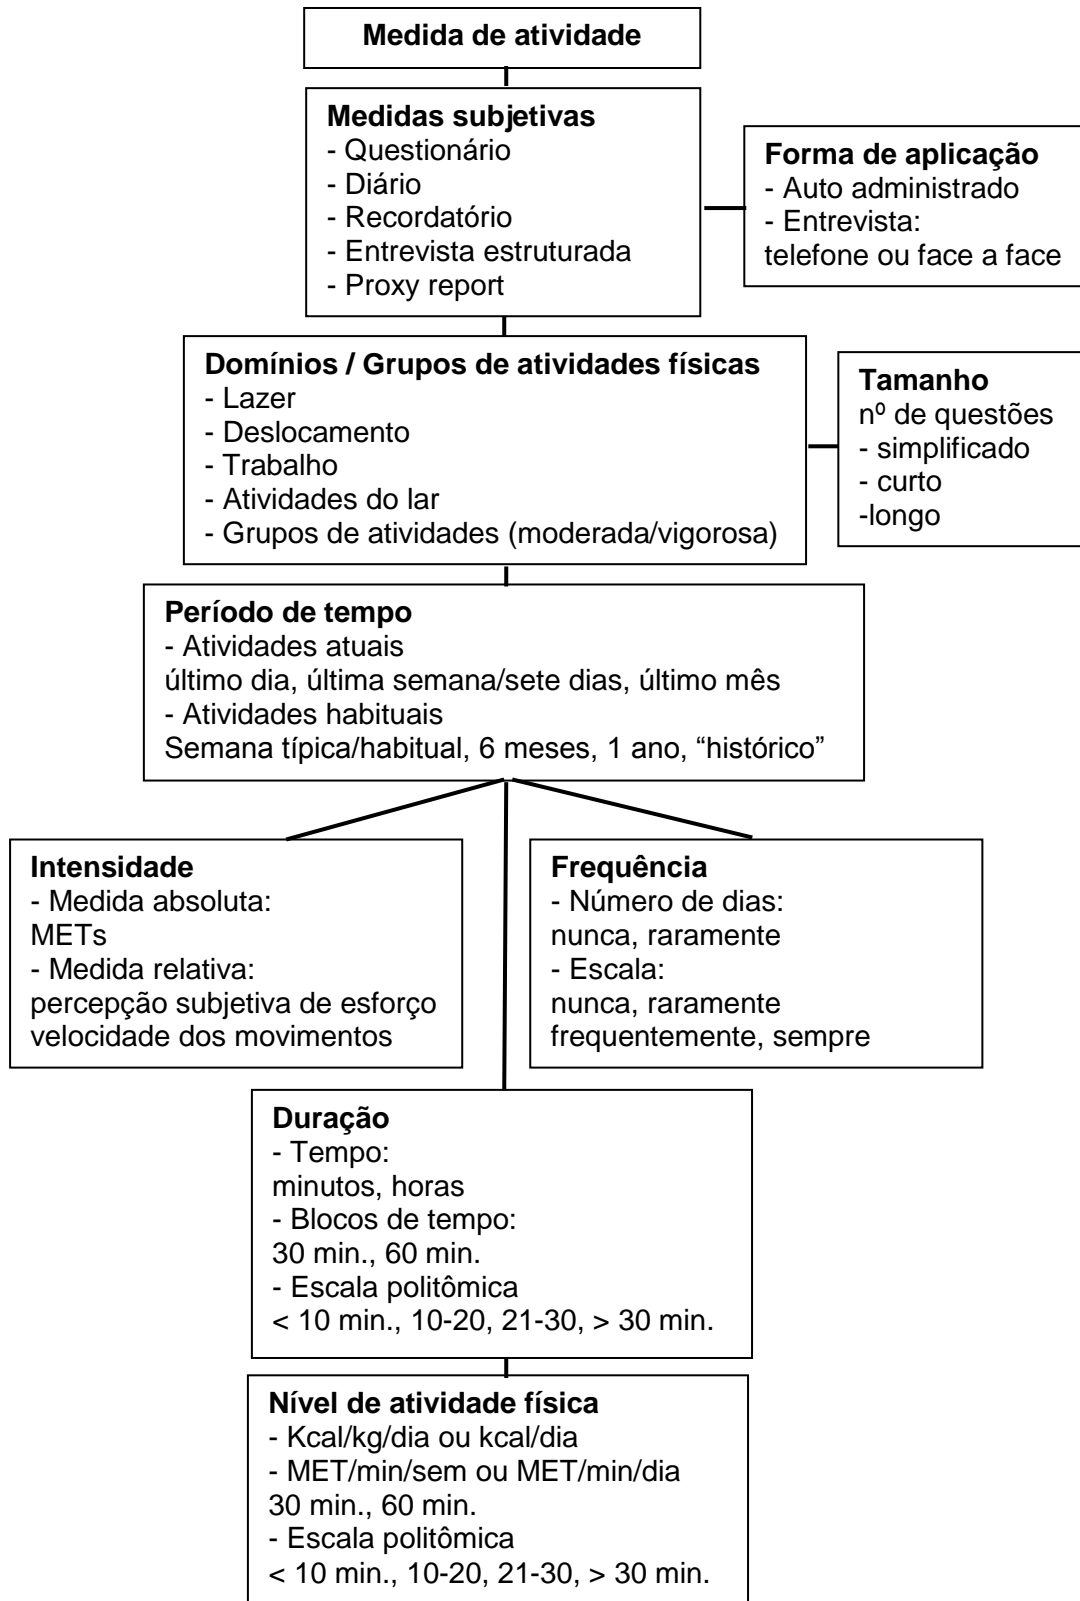 Medida de atividade
Medidas subjetivas
- Questionário
- Diário
- Recordatório
- Entrevista estruturada
- Proxy report
Forma de aplicação
- Auto administrado
- Entrevista:
telefone ou face a face
Domínios / Grupos de atividades físicas
- Lazer
- Deslocamento
- Trabalho
- Atividades do lar
- Grupos de atividades (moderada/vigorosa)
Tamanho
nº de questões
- simplificado
- curto
-longo
Período de tempo
- Atividades atuais
último dia, última semana/sete dias, último mês
- Atividades habituais
Semana típica/habitual, 6 meses, 1 ano, “histórico”
Intensidade
- Medida absoluta:
METs
- Medida relativa:
percepção subjetiva de esforço
velocidade dos movimentos
Frequência
- Número de dias:
nunca, raramente
- Escala:
nunca, raramente
frequentemente, sempre
Duração
- Tempo:
minutos, horas
- Blocos de tempo:
30 min., 60 min.
- Escala politômica
< 10 min., 10-20, 21-30, > 30 min.
Nível de atividade física
- Kcal/kg/dia ou kcal/dia
- MET/min/sem ou MET/min/dia
30 min., 60 min.
- Escala politômica
< 10 min., 10-20, 21-30, > 30 min.